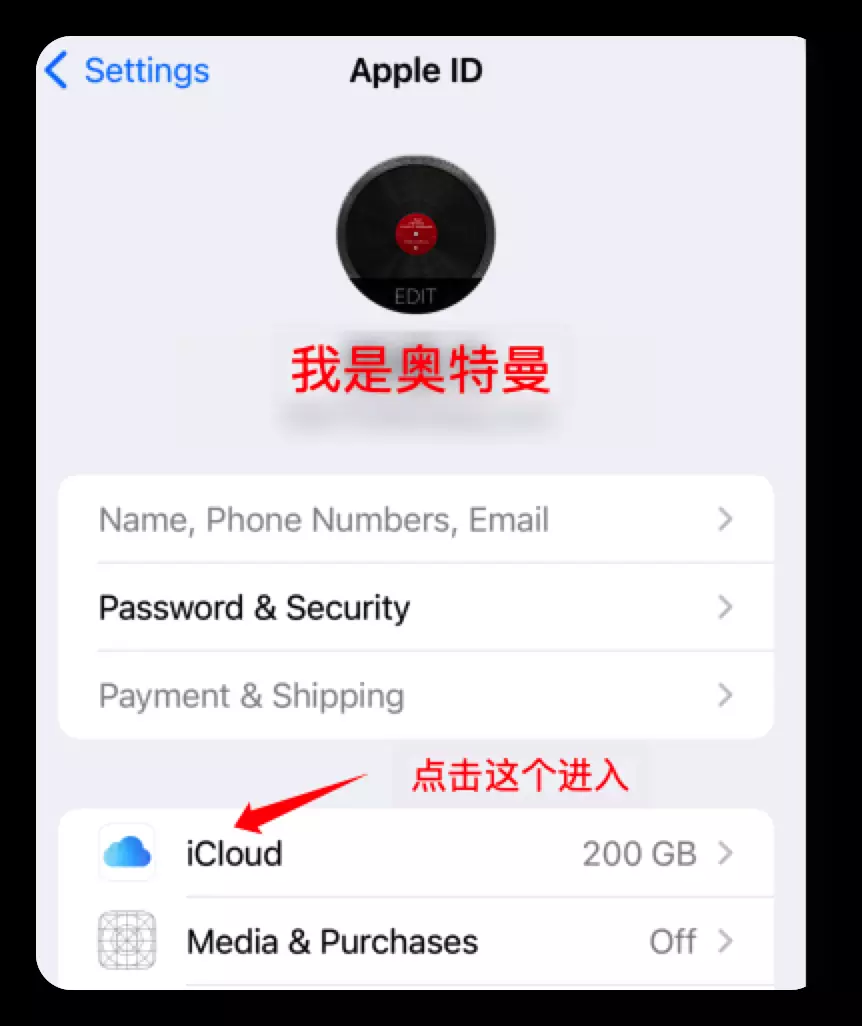 Settings
Apple ID
EDIT
我是奥特曼
Name, Phone Numbers, Email
Password & Security
Payment & Shipping
点击这个进入
iCloud 200 GB
Media & Purchases Off